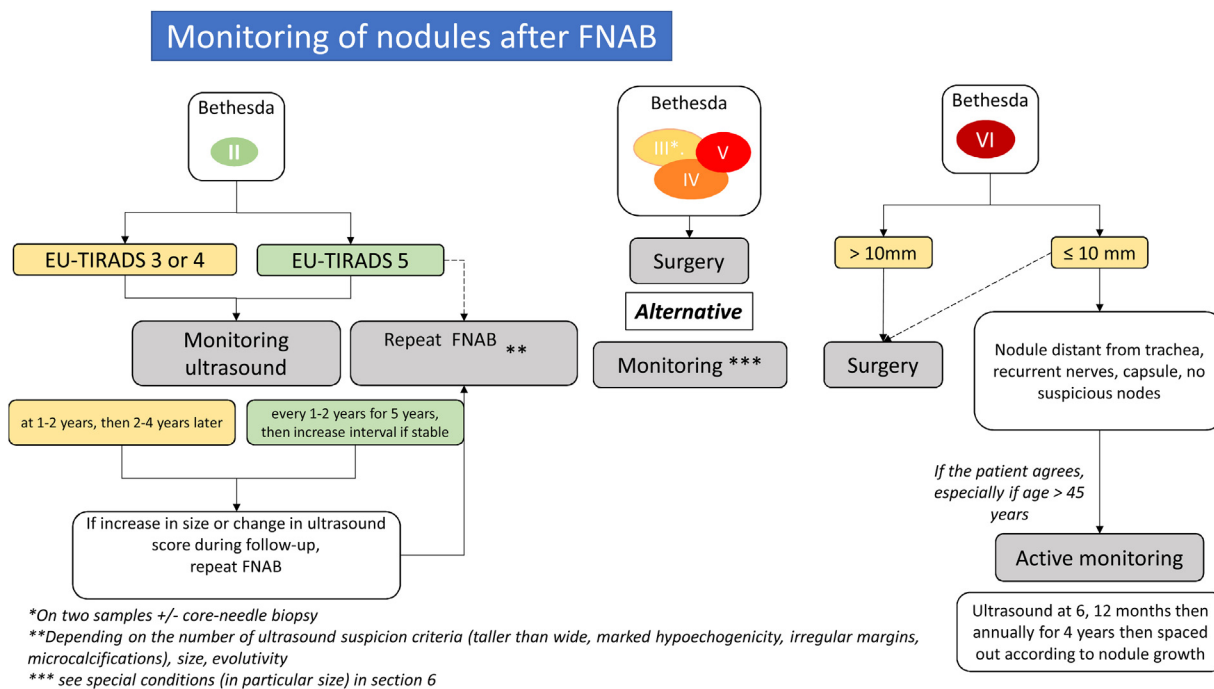 Monitoring of nodules after FNAB
Bethesda
II
EU-TIRADS 3 or 4
EU-TIRADS 5
Monitoring
ultrasound
Repeat FNAB **
at 1-2 years, then 2-4 years later
every 1-2 years for 5 years,
then increase interval if stable
If increase in size or change in ultrasound
score during follow-up,
repeat FNAB
Bethesda
III*.
V
IV
Surgery
Alternative
Monitoring ***
Bethesda
VI
> 10mm
≤ 10 mm
Surgery
Nodule distant from trachea,
recurrent nerves, capsule, no
suspicious nodes
If the patient agrees,
especially if age > 45
years
Active monitoring
Ultrasound at 6, 12 months then
annually for 4 years then spaced
out according to nodule growth
*On two samples +/- core-needle biopsy
**Depending on the number of ultrasound suspicion criteria (taller than wide, marked hypoechogenicity, irregular margins,
microcalcifications), size, evolutivity
*** see special conditions (in particular size) in section 6